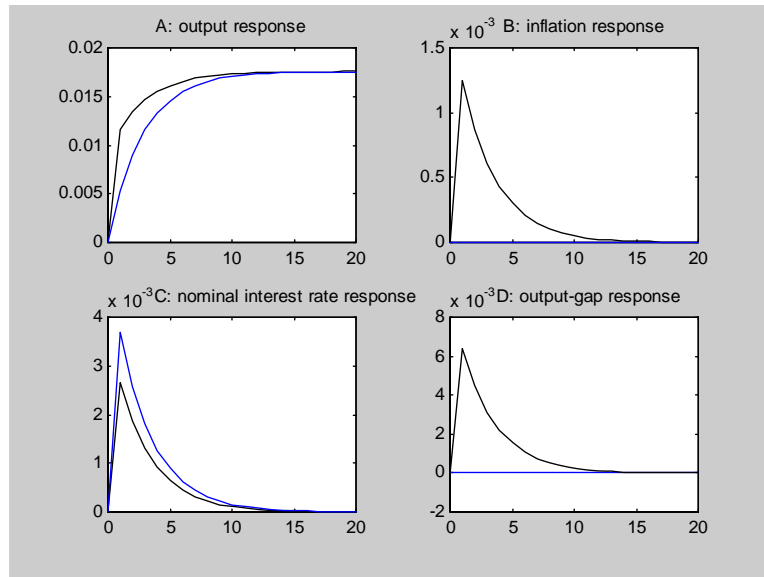 A: output response
0.02
0.015
0.01
0.005
0
0 5 10 15 20
x 10-3 B: inflation response
1.5
1
0.5
0
0 5 10 15 20
x 10-3 C: nominal interest rate response
4
3
2
1
0
0 5 10 15 20
x 10-3 D: output-gap response
8
6
4
2
0
-2
0 5 10 15 20